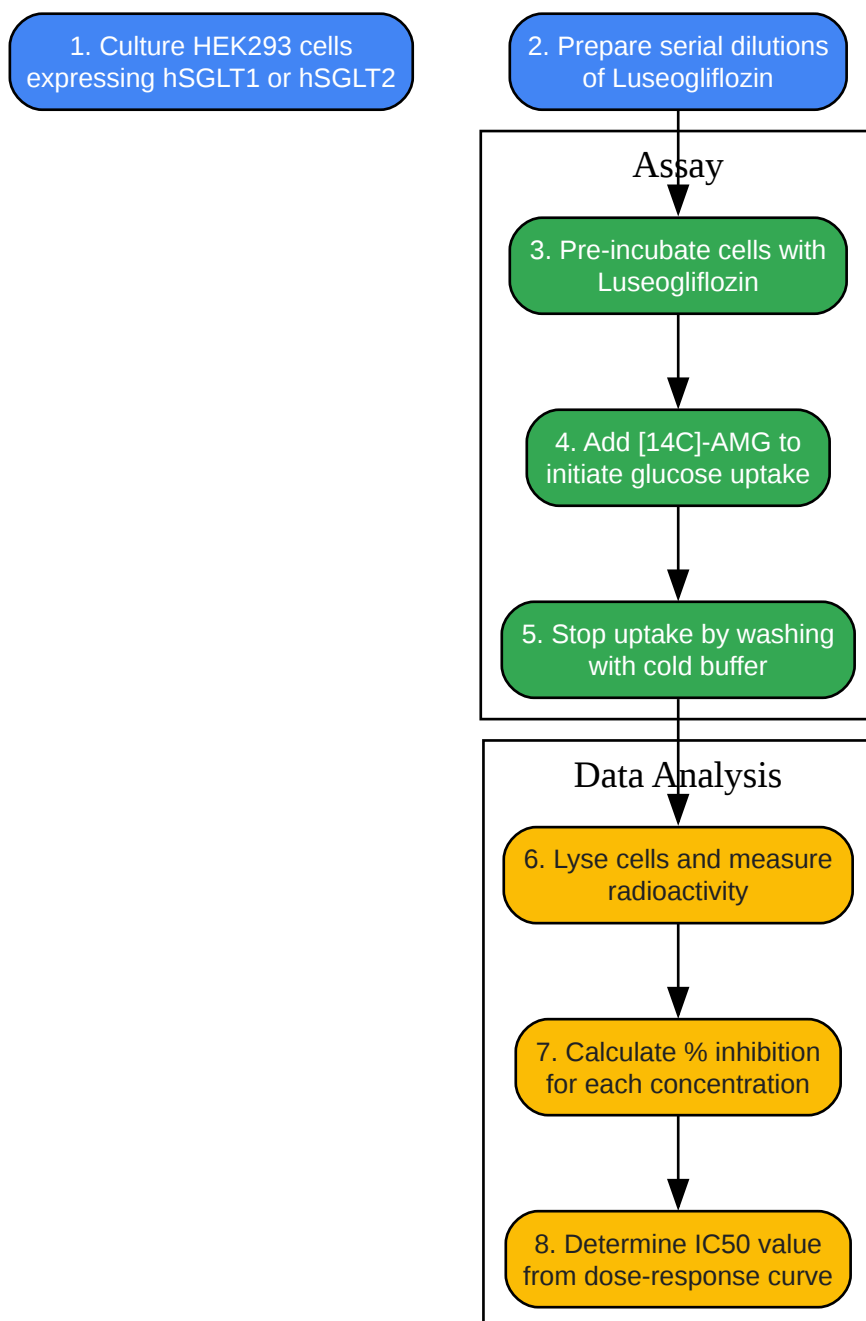 1. Culture HEK293 cells
expressing hSGLT1 or hSGLT2
2. Prepare serial dilutions
of Luseogliflozin
Assay
3. Pre-incubate cells with
Luseogliflozin
4. Add [14C]-AMG to
initiate glucose uptake
5. Stop uptake by washing
with cold buffer
Data Analysis
6. Lyse cells and measure
radioactivity
7. Calculate % inhibition
for each concentration
8. Determine IC50 value
from dose-response curve